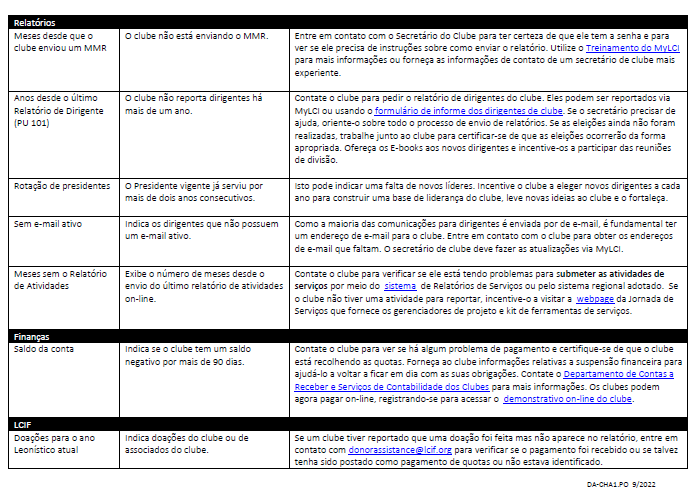 Relatórios
Meses desde que o
clube enviou um MMR
O clube não está enviando o MMR.
Entre em contato com o Secretário do Clube para ter certeza de que ele tem a senha e para
ver se ele precisa de instruções sobre como enviar o relatório. Utilize o Treinamento do MyLCI
para mais informações ou forneça as informações de contato de um secretário de clube mais
experiente.
Anos desde o último
Relatório de Dirigente
(PU 101)
O clube não reporta dirigentes há
mais de um ano.
Contate o clube para pedir o relatório de dirigentes do clube. Eles podem ser reportados via
MyLCI ou usando o formulário de informe dos dirigentes de clube. Se o secretário precisar de
ajuda, oriente-o sobre todo o processo de envio de relatórios. Se as eleições ainda não foram
realizadas, trabalhe junto ao clube para certificar-se de que as eleições ocorrerão da forma
apropriada. Ofereça os E-books aos novos dirigentes e incentive-os a participar das reuniões
de divisão.
Rotação de presidentes
O Presidente vigente já serviu por
mais de dois anos consecutivos.
Isto pode indicar uma falta de novos líderes. Incentive o clube a eleger novos dirigentes a cada
ano para construir uma base de liderança do clube, leve novas ideias ao clube e o fortaleça.
Sem e-mail ativo
Indica os dirigentes que não possuem
um e-mail ativo.
Como a maioria das comunicações para dirigentes é enviada por de e-mail, é fundamental ter
um endereço de e-mail para o clube. Entre em contato com o clube para obter os endereços
de e-mail que faltam. O secretário de clube deve fazer as atualizações via MyLCI.
Meses sem o Relatório
de Atividades
Exibe o número de meses desde o
envio do último relatório de atividades
on-line.
Contate o clube para verificar se ele está tendo problemas para submeter as atividades de
serviços por meio do sistema de Relatórios de Serviços ou pelo sistema regional adotado. Se
o clube não tiver uma atividade para reportar, incentive-o a visitar a webpage da Jornada de
Serviços que fornece os gerenciadores de projeto e kit de ferramentas de serviços.
Finanças
Saldo da conta
Indica se o clube tem um saldo
negativo por mais de 90 dias.
Contate o clube para ver se há algum problema de pagamento e certifique-se de que o clube
está recolhendo as quotas. Forneça ao clube informações relativas a suspensão financeira para
ajudá-lo a voltar a ficar em dia com as suas obrigações. Contate o Departamento de Contas a
Receber e Serviços de Contabilidade dos Clubes para mais informações. Os clubes podem
agora pagar on-line, registrando-se para acessar o demonstrativo on-line do clube.
LCIF
Doações para o ano
Leonístico atual
Indica doações do clube ou de
associados do clube.
Se um clube tiver reportado que uma doação foi feita mas não aparece no relatório, entre em
contato com donorassistance@lcif.org para verificar se o pagamento foi recebido ou se talvez
tenha sido postado como pagamento de quotas ou não estava identificado.
DA-CHA1.PO 9/2022